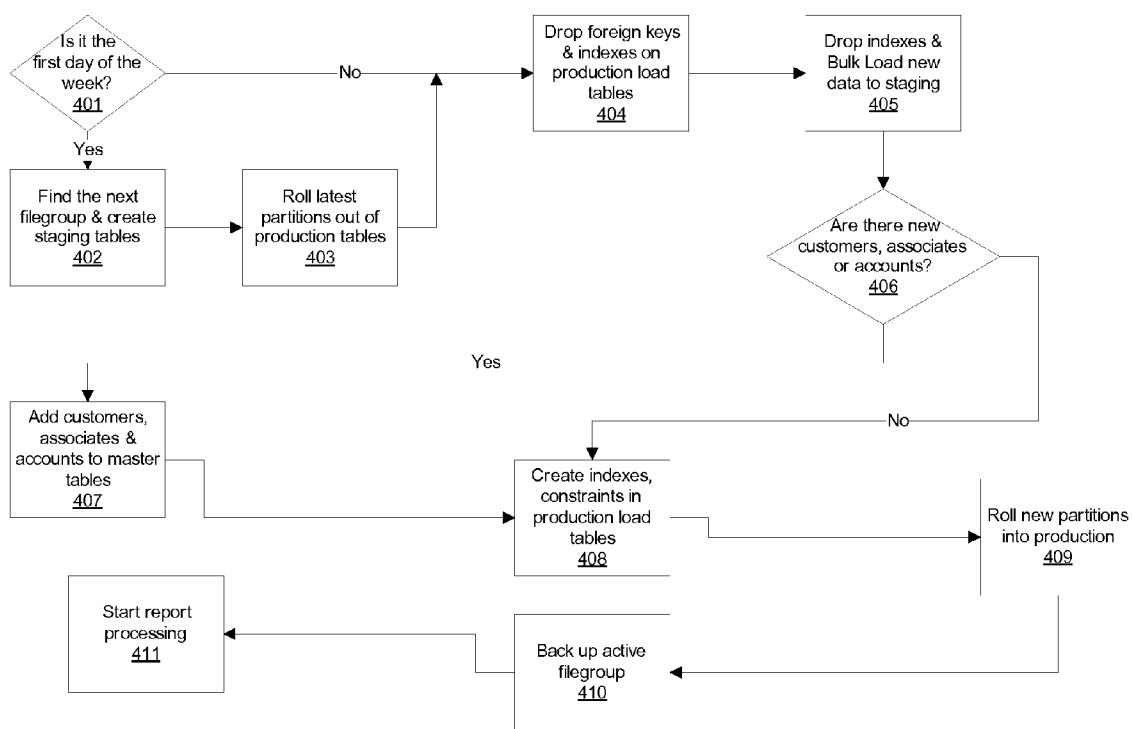 Is it the
first day of the
week?
401
No
Drop foreign keys
& indexes on
production load
tables
404
Drop indexes &
Bulk Load new
data to staging
405
Yes
Find the next
filegroup & create
staging tables
402
Roll latest
partitions out of
production tables
403
Are there new
customers, associates
or accounts?
406
Yes
No
Add customers,
associates &
accounts to master
tables
407
Create indexes,
constraints in
production load
tables
408
Roll new partitions
into production
409
Start report
processing
411
Back up active
filegroup
410